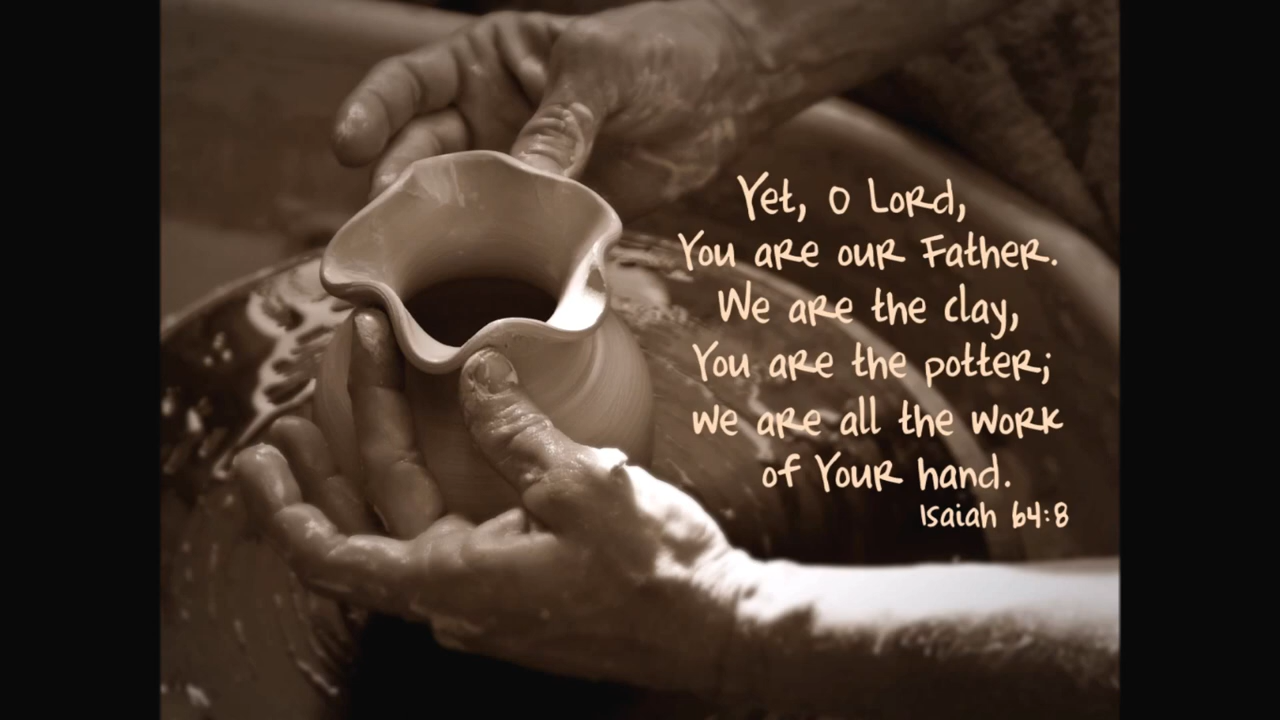 Yet, O Lord,
You are our Father.
We are the clay,
You are the potter;
we are all the work
of Your hand.
Isaiah 64:8